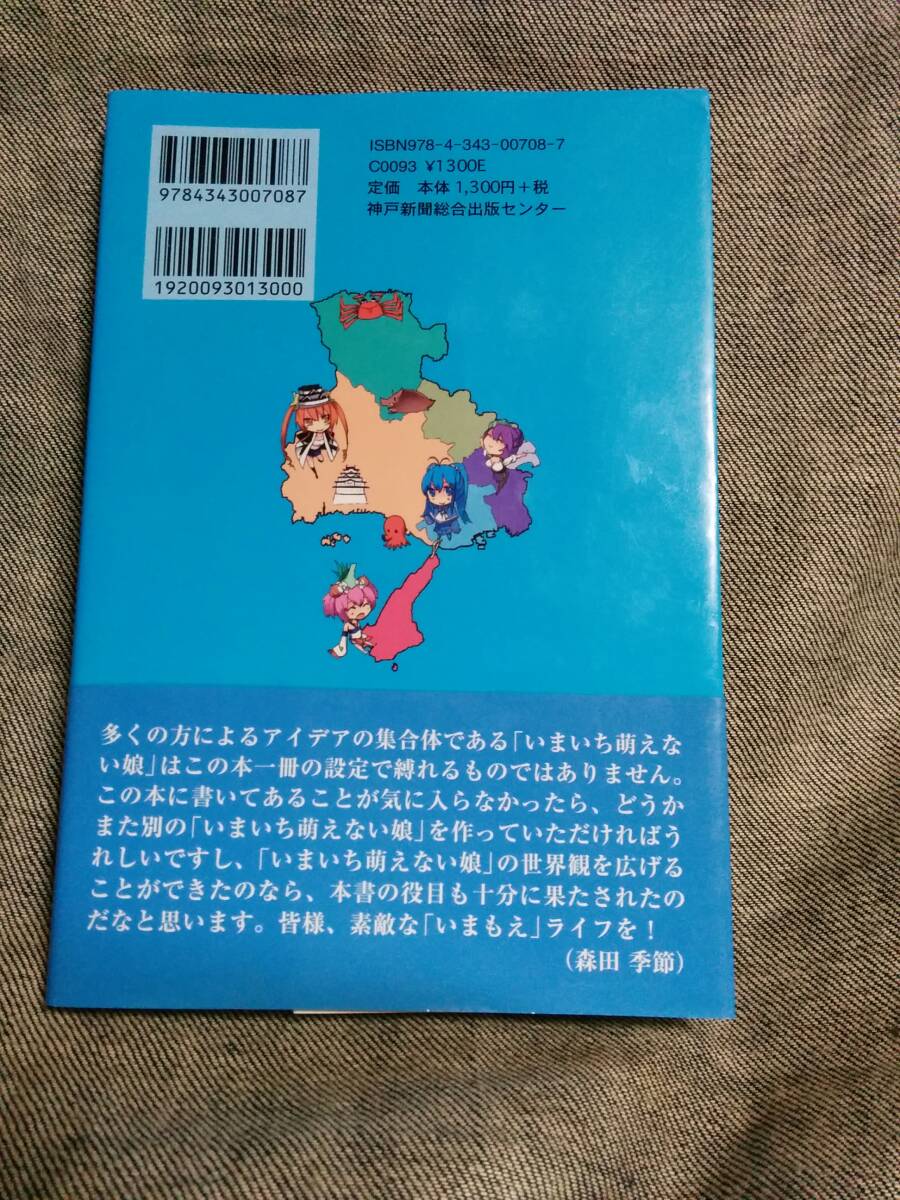 ISBN978-4-343-00708-7
C0093 ¥1300E
定価 本体1,300円+税
神戸新聞総合出版センター
9784343007087
1920093013000
多くの方によるアイデアの集合体である「いまいち萌えな
い娘」はこの本一冊の設定で縛れるものではありません。
この本に書いてあることが気に入らなかったら、どうか
また別の「いまいち萌えない娘」を作っていただければう
れしいですし、「いまいち萌えない娘」の世界観を広げる
ことができたのなら、本書の役目も十分に果たされたの
だなと思います。皆様、素敵な「いまもえ」ライフを!
(森田 季節)